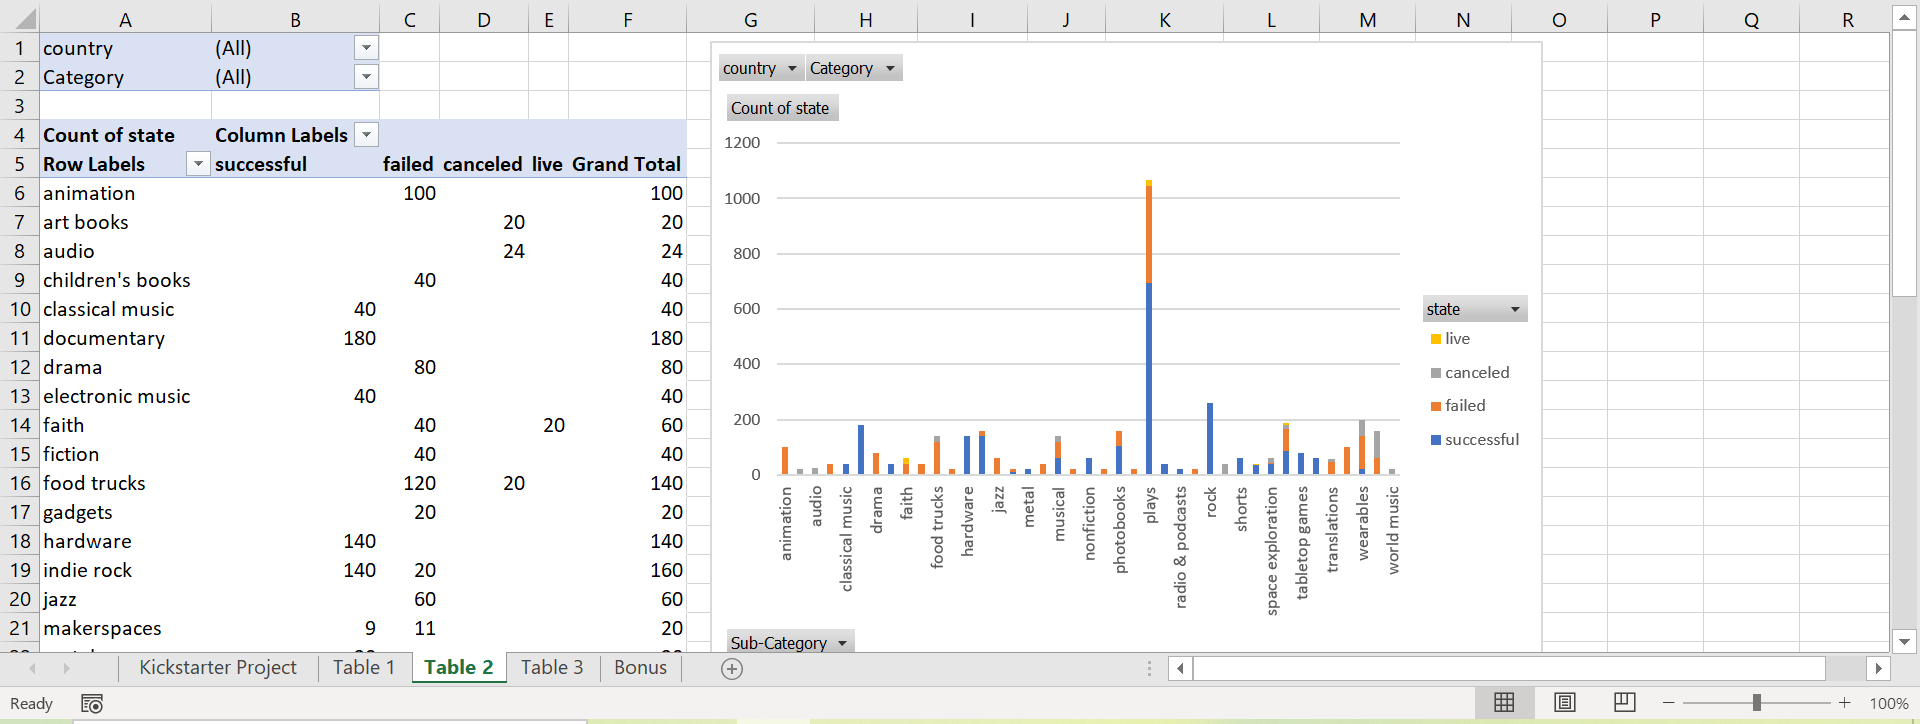 A B C D E F G H I J K L M N O P Q R
1 country (All)
2 Category (All)
3
4 Count of state Column Labels
5 Row Labels successful failed canceled live Grand Total
6 animation 100 100
7 art books 20 20
8 audio 24 24
9 children's books 40 40
10 classical music 40 40
11 documentary 180 180
12 drama 80 80
13 electronic music 40 40
14 faith 40 20 60
15 fiction 40 40
16 food trucks 120 20 140
17 gadgets 20 20
18 hardware 140 140
19 indie rock 140 20 160
20 jazz 60 60
21 makerspaces 9 11 20
country Category
Count of state
1200
1000
800
600
400
200
0
animation
audio
classical music
drama
faith
food trucks
hardware
jazz
metal
musical
nonfiction
photobooks
plays
radio & podcasts
rock
shorts
space exploration
tabletop games
translations
wearables
world music
state
live
canceled
failed
successful
Sub-Category
Kickstarter Project Table 1 Table 2 Table 3 Bonus
Ready 100%